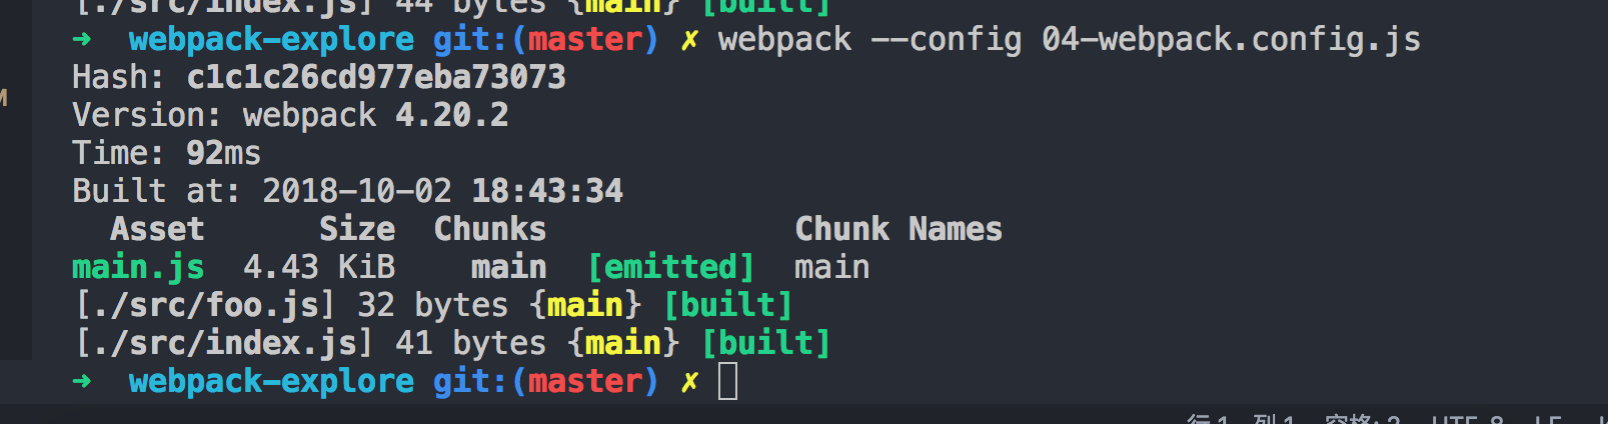 [./src/index.js] 44 bytes {main} [built]
➜  webpack-explore git:(master) ✗ webpack --config 04-webpack.config.js
Hash: c1c1c26cd977eba73073
Version: webpack 4.20.2
Time: 92ms
Built at: 2018-10-02 18:43:34
  Asset      Size  Chunks             Chunk Names
main.js  4.43 KiB    main  [emitted]  main
[./src/foo.js] 32 bytes {main} [built]
[./src/index.js] 41 bytes {main} [built]
➜  webpack-explore git:(master) ✗
M
行 1, 列 1 空格: 2 UTF-8 LF